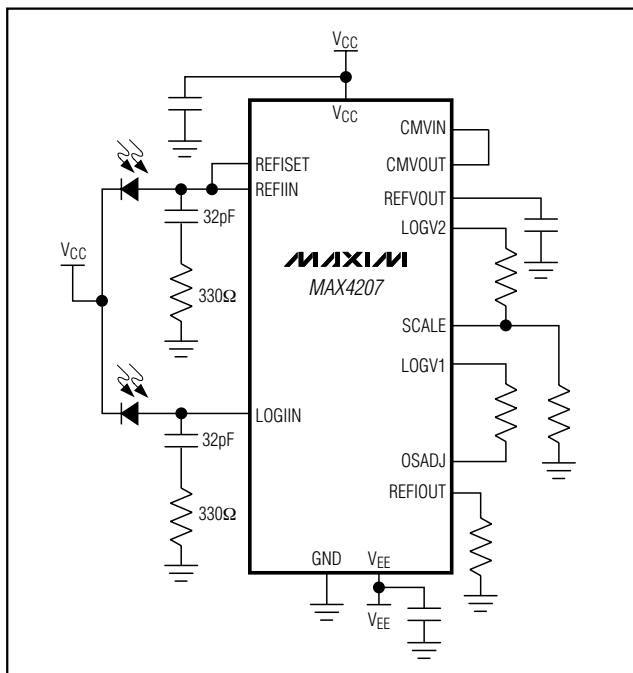 VCC
VCC
CMVIN
CMVOUT
REFISET
REFIIN
REFVOUT
32pF
LOGV2
VCC
MAXIM
MAX4207
330Ω
SCALE
LOGV1
LOGIIN
32pF
OSADJ
REFIOUT
330Ω
GND
VEE
VEE